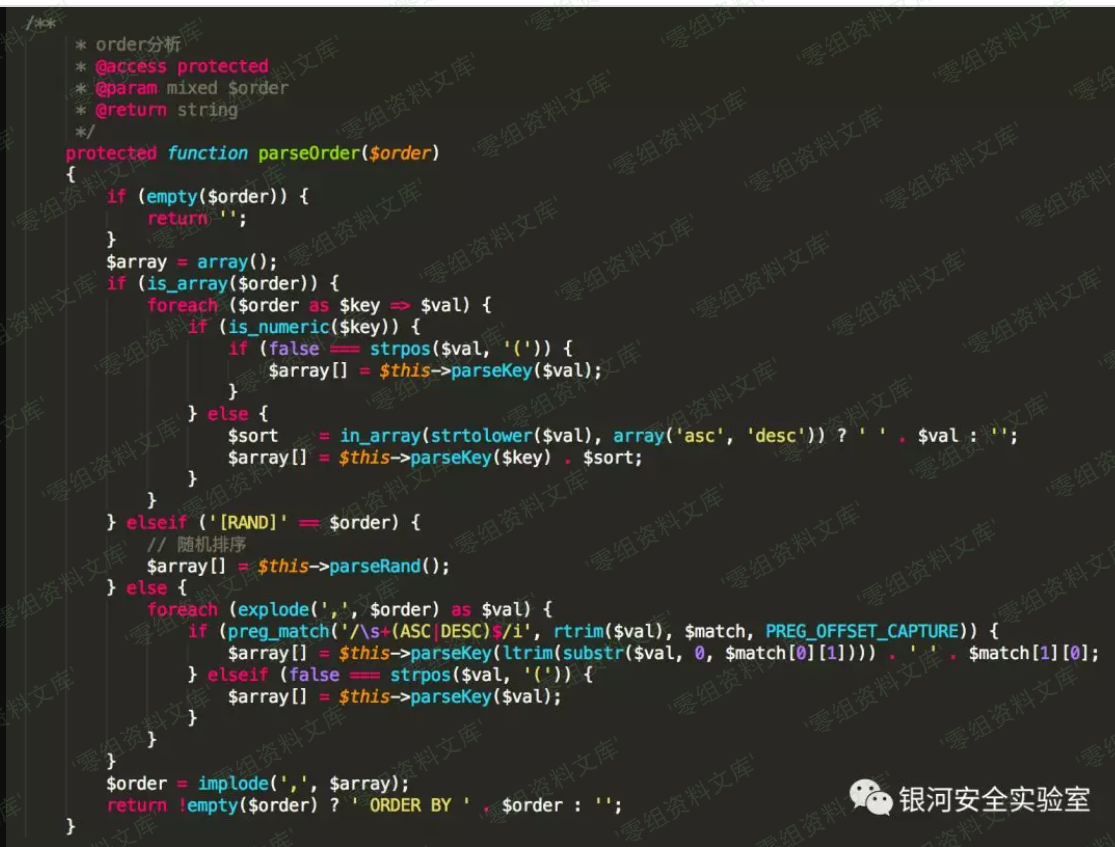 /**
* order分析
* @access protected
* @param mixed $order
* @return string
*/
protected function parseOrder($order)
{
if (empty($order)) {
return '';
}
$array = array();
if (is_array($order)) {
foreach ($order as $key => $val) {
if (is_numeric($key)) {
if (false === strpos($val, '(')) {
$array[] = $this->parseKey($val);
}
} else {
$sort = in_array(strtolower($val), array('asc', 'desc')) ? ' ' . $val : '';
$array[] = $this->parseKey($key) . $sort;
}
}
} elseif ('[RAND]' == $order) {
// 随机排序
$array[] = $this->parseRand();
} else {
foreach (explode(',', $order) as $val) {
if (preg_match('/\s+(ASC|DESC)$/i', rtrim($val), $match, PREG_OFFSET_CAPTURE)) {
$array[] = $this->parseKey(ltrim(substr($val, 0, $match[0][1]))) . ' ' . $match[1][0];
} elseif (false === strpos($val, '(')) {
$array[] = $this->parseKey($val);
}
}
}
$order = implode(',', $array);
return !empty($order) ? ' ORDER BY ' . $order : '';
}
银河安全实验室
'零组资料文库'